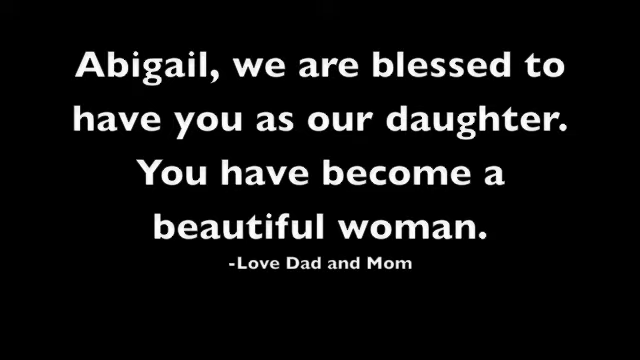 Abigail, we are blessed to
have you as our daughter.
You have become a
beautiful woman.
-Love Dad and Mom